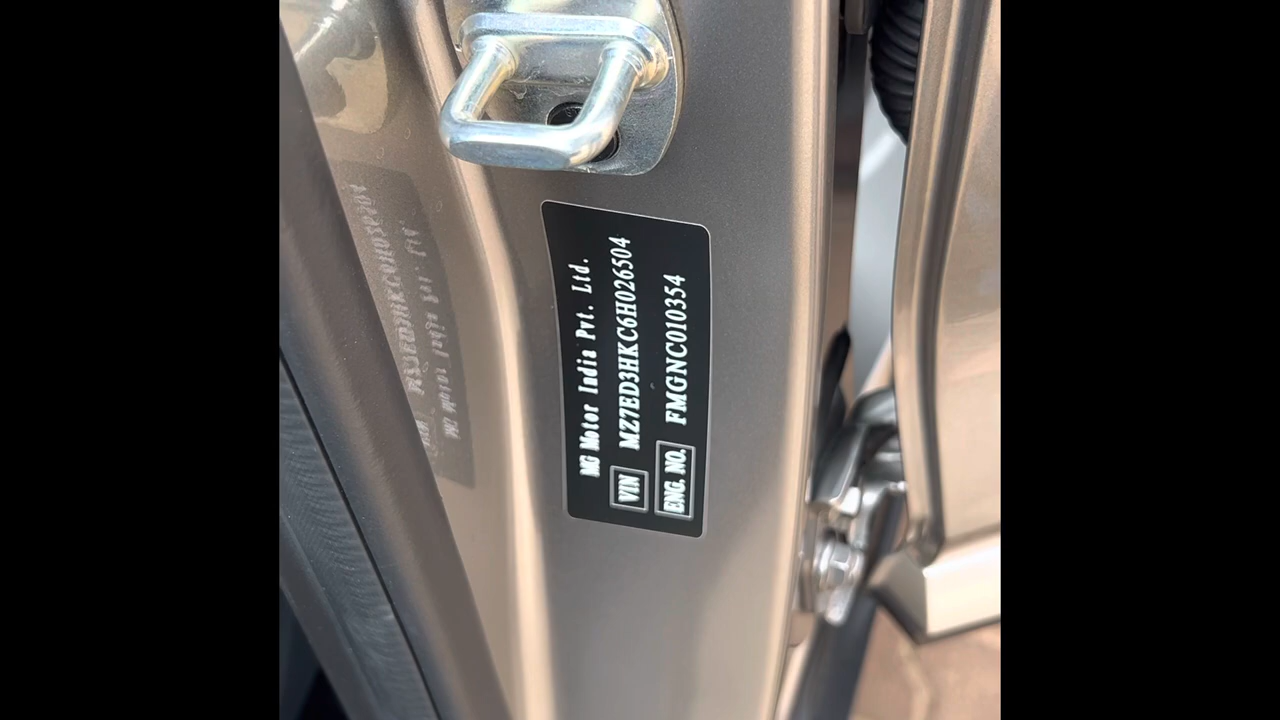 MG Motor India Pvt. Ltd.
VIN MZ7ED3HKC6H026504
ENG. NO. FMGNC010354